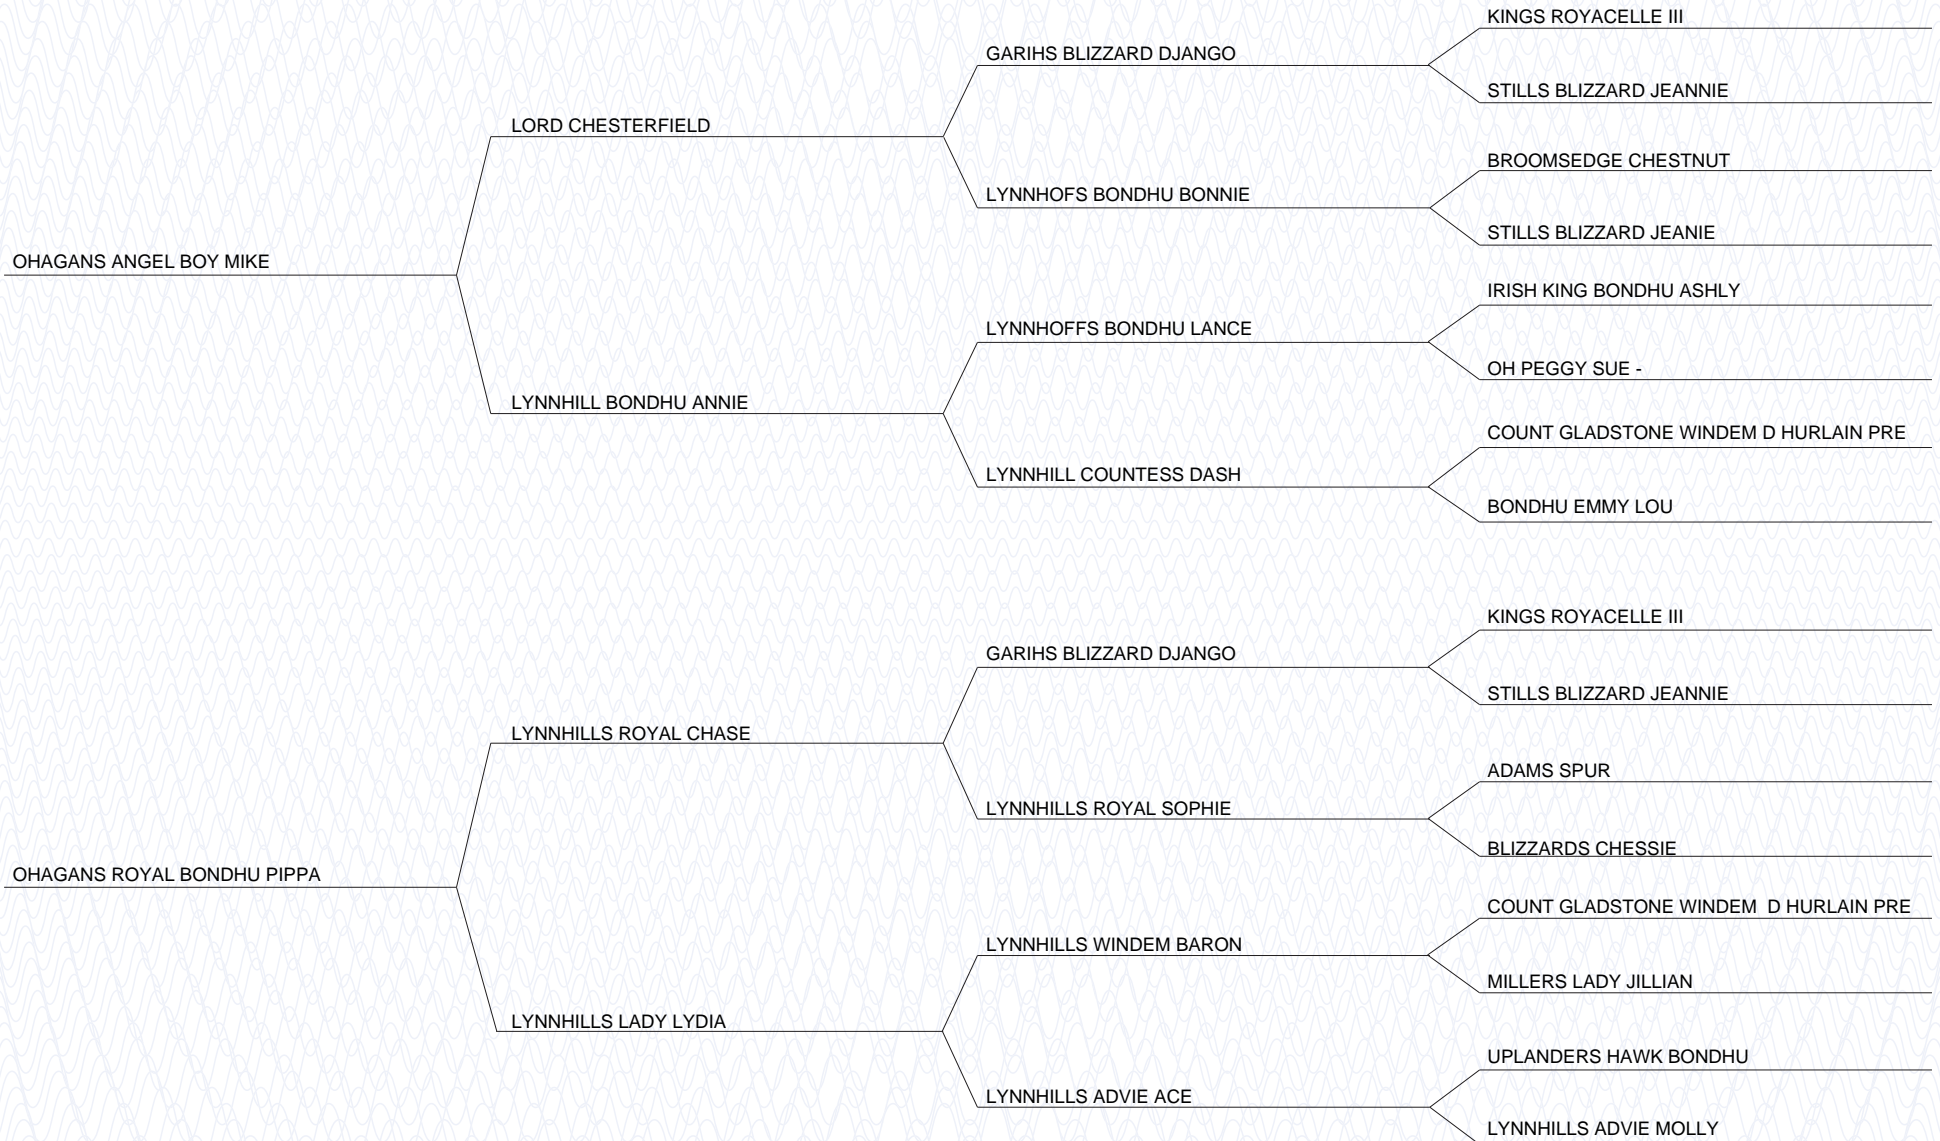 KINGS ROYACELLE III
GARIHS BLIZZARD DJANGO
STILLS BLIZZARD JEANNIE
LORD CHESTERFIELD
BROOMSEDGE CHESTNUT
LYNNHOFS BONDHU BONNIE
STILLS BLIZZARD JEANIE
OHAGANS ANGEL BOY MIKE
IRISH KING BONDHU ASHLY
LYNNHOFFS BONDHU LANCE
OH PEGGY SUE -
LYNNHILL BONDHU ANNIE
COUNT GLADSTONE WINDEM D HURLAIN PRE
LYNNHILL COUNTESS DASH
BONDHU EMMY LOU
KINGS ROYACELLE III
GARIHS BLIZZARD DJANGO
STILLS BLIZZARD JEANNIE
LYNNHILLS ROYAL CHASE
ADAMS SPUR
LYNNHILLS ROYAL SOPHIE
BLIZZARDS CHESSIE
OHAGANS ROYAL BONDHU PIPPA
COUNT GLADSTONE WINDEM  D HURLAIN PRE
LYNNHILLS WINDEM BARON
MILLERS LADY JILLIAN
LYNNHILLS LADY LYDIA
UPLANDERS HAWK BONDHU
LYNNHILLS ADVIE ACE
LYNNHILLS ADVIE MOLLY